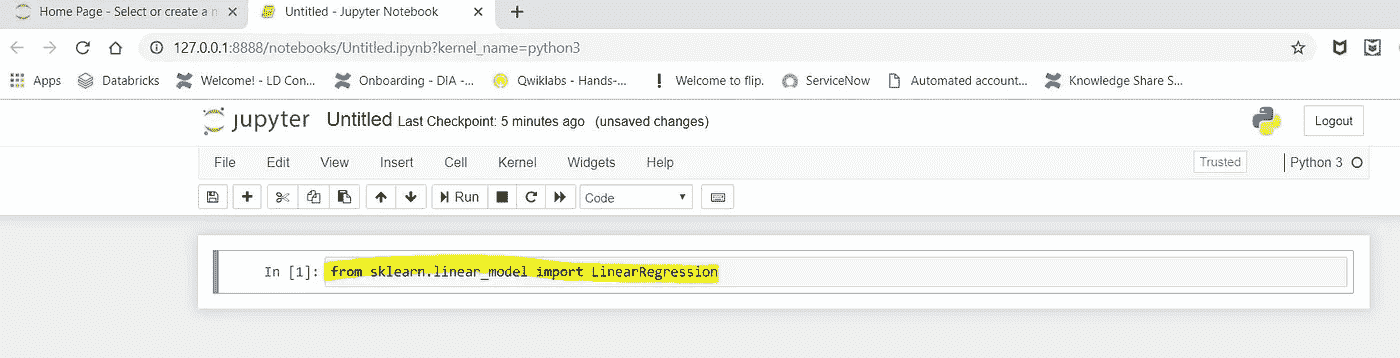 Home Page - Select or create a n
Untitled - Jupyter Notebook
127.0.0.1:8888/notebooks/Untitled.ipynb?kernel_name=python3
Apps Databricks Welcome! - LD Con... Onboarding - DIA -... Qwiklabs - Hands-... Welcome to flip. ServiceNow Automated account... Knowledge Share S...
jupyter Untitled Last Checkpoint: 5 minutes ago (unsaved changes) Logout
File Edit View Insert Cell Kernel Widgets Help Trusted Python 3
Run Code
In [1]: from sklearn.linear_model import LinearRegression